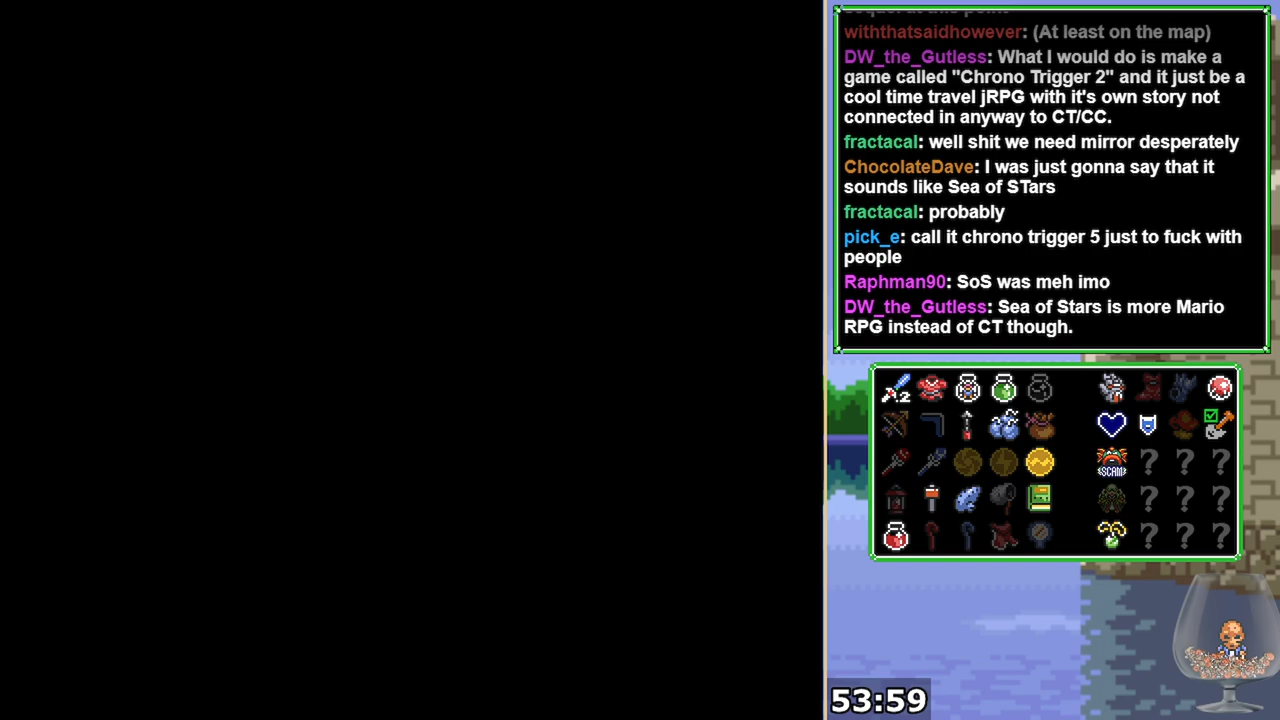 withthatsaidhowever: (At least on the map)
DW_the_Gutless: What I would do is make a
game called "Chrono Trigger 2" and it just be a
cool time travel jRPG with it's own story not
connected in anyway to CT/CC.
fractacal: well shit we need mirror desperately
ChocolateDave: I was just gonna say that it
sounds like Sea of STars
fractacal: probably
pick_e: call it chrono trigger 5 just to fuck with
people
Raphman90: SoS was meh imo
DW_the_Gutless: Sea of Stars is more Mario
RPG instead of CT though.
2
SCAM ? ? ?
? ? ?
? ? ?
53:59